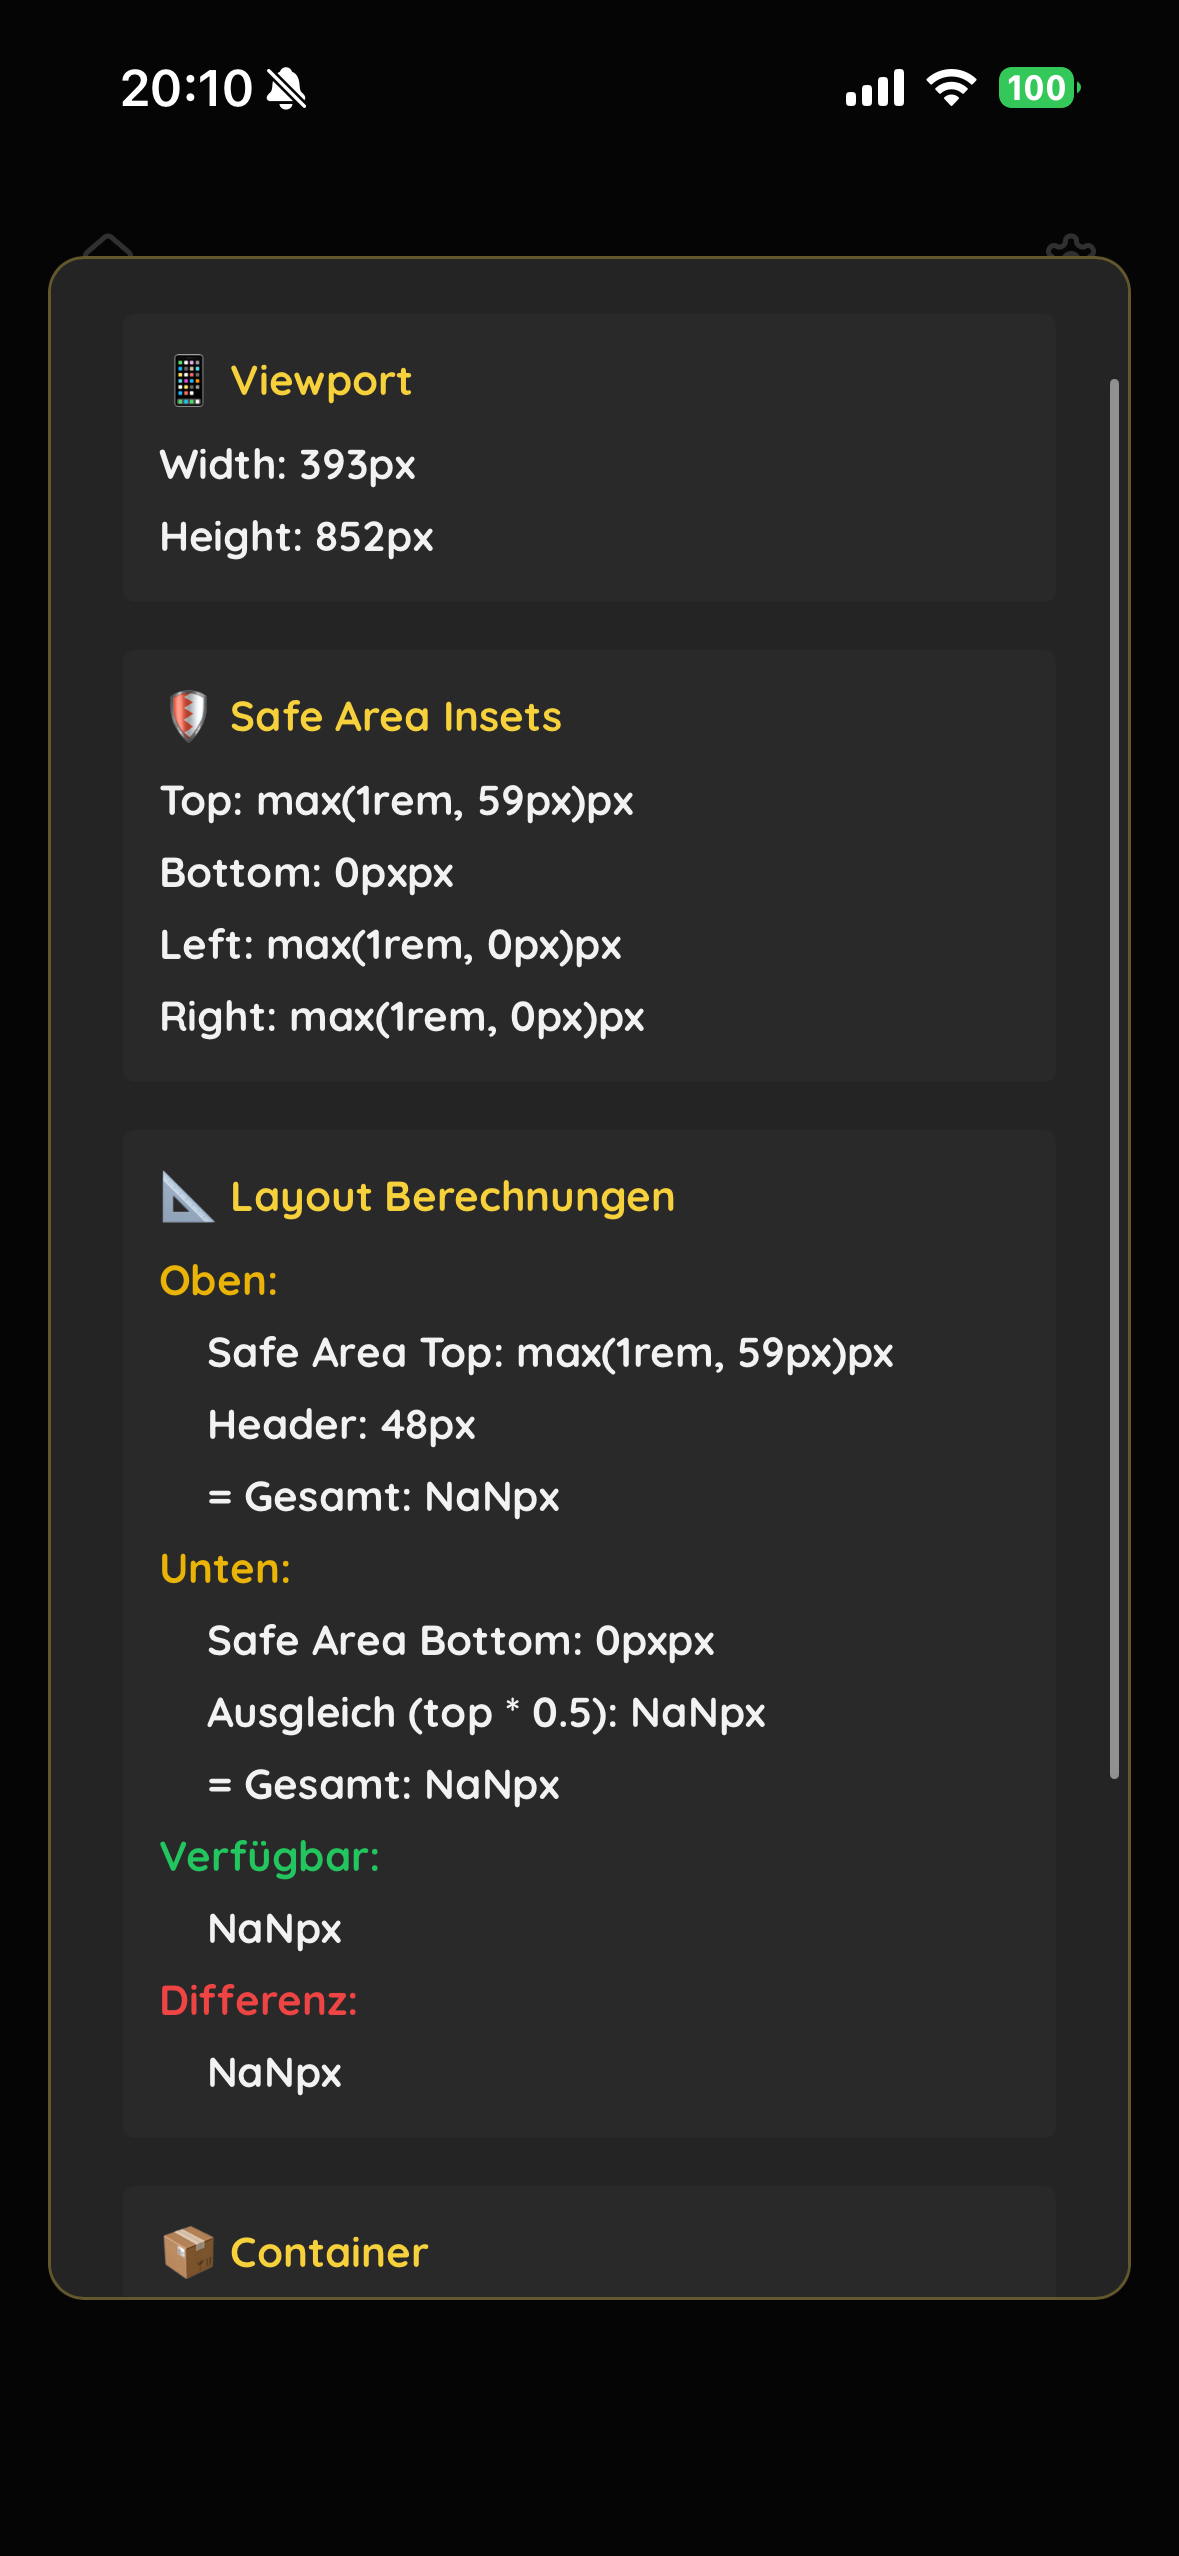 20:10
100
Viewport
Width: 393px
Height: 852px
Safe Area Insets
Top: max(1rem, 59px)px
Bottom: 0pxpx
Left: max(1rem, 0px)px
Right: max(1rem, 0px)px
Layout Berechnungen
Oben:
Safe Area Top: max(1rem, 59px)px
Header: 48px
= Gesamt: NaNpx
Unten:
Safe Area Bottom: 0pxpx
Ausgleich (top * 0.5): NaNpx
= Gesamt: NaNpx
Verfügbar:
NaNpx
Differenz:
NaNpx
Container